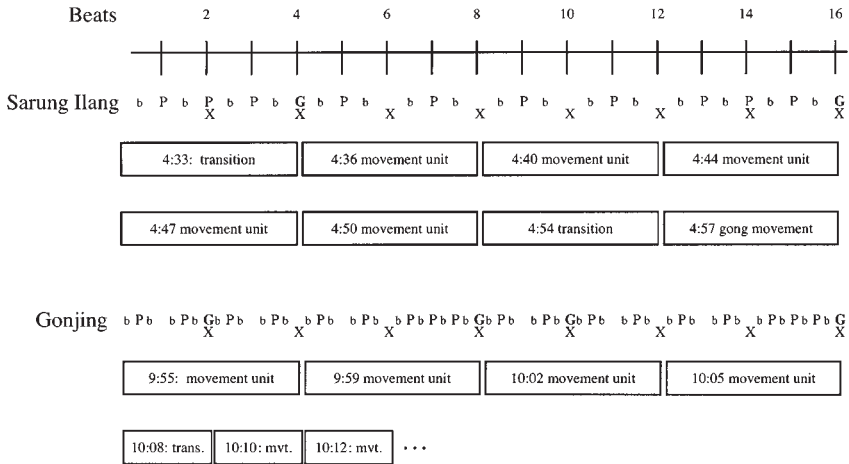 Beats 2 4 6 8 10 12 14 16
Sarung Ilang b P b P b P b G b P b b P b b P b b P b b P b P b P b G
X X X X X X X X
4:33: transition 4:36 movement unit 4:40 movement unit 4:44 movement unit
4:47 movement unit 4:50 movement unit 4:54 transition 4:57 gong movement
Gonjing b P b b P b G b P b b P b b P b b P b b P b P b P b G b P b b P b G b P b b P b b P b b P b b P b P b P b G
X X X X X X X X
9:55: movement unit 9:59 movement unit 10:02 movement unit 10:05 movement unit
10:08: trans. 10:10: mvt. 10:12: mvt. ...